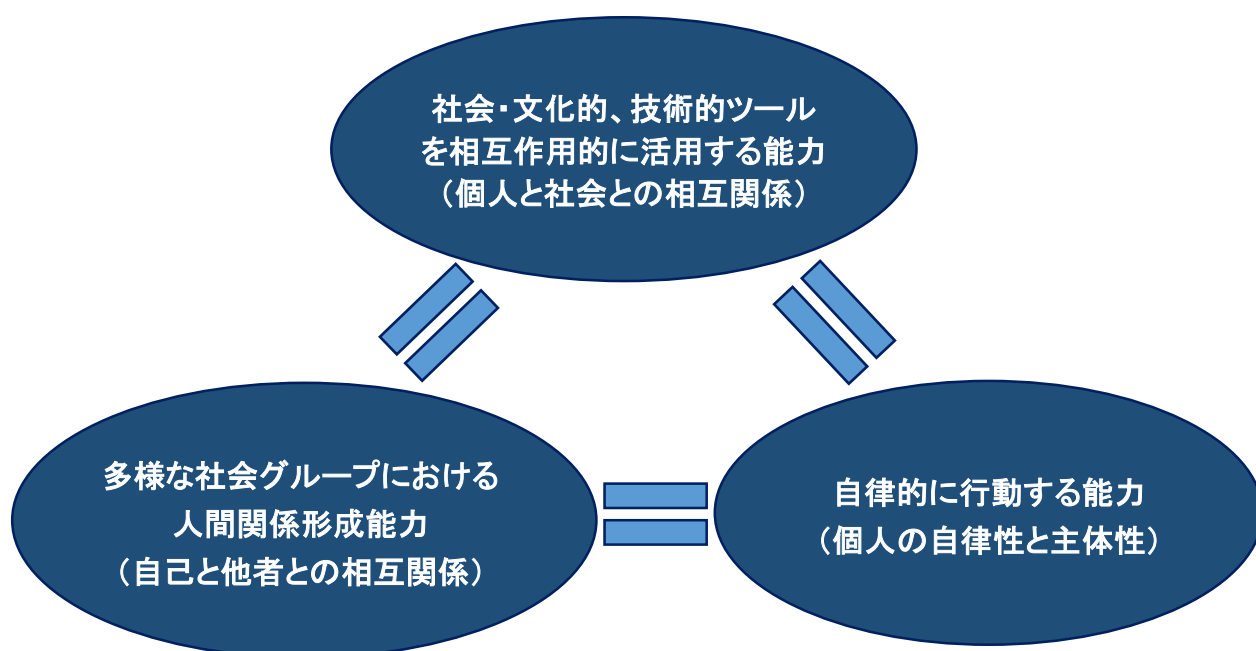 社会・文化的、技術的ツール
を相互作用的に活用する能力
（個人と社会との相互関係）
多様な社会グループにおける
人間関係形成能力
（自己と他者との相互関係）
自律的に行動する能力
（個人の自律性と主体性）